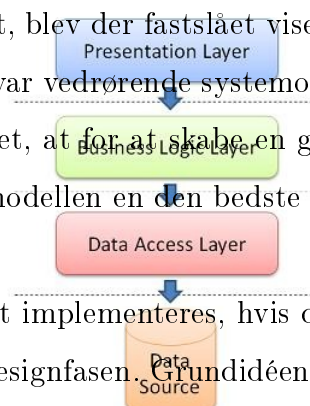 t, blev der fastslået vise
Presentation Layer
var vedrørende systemo
et, at for at skabe en g
Business Logic Layer
modellen en den bedste
Data Access Layer
t implementeres, hvis
Data
esignfasen. Grundidéen
Source